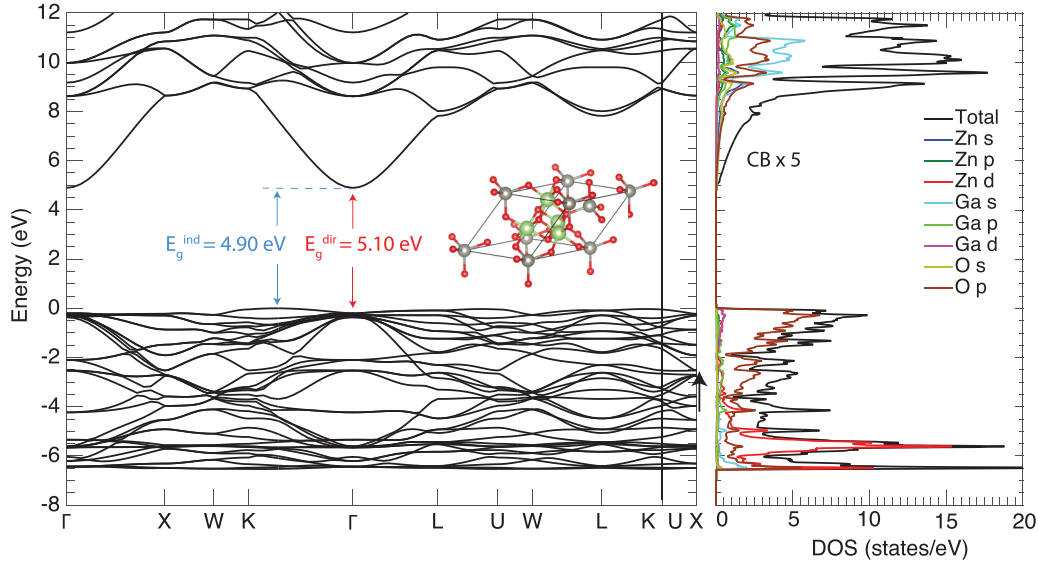 12
10
8
6
4
2
0
-2
-4
-6
-8
Energy (eV)
E_g^ind = 4.90 eV
E_g^dir = 5.10 eV
Γ X W K Γ L U W L K U X
CB x 5
Total
Zn s
Zn p
Zn d
Ga s
Ga p
Ga d
O s
O p
0 5 10 15 20
DOS (states/eV)